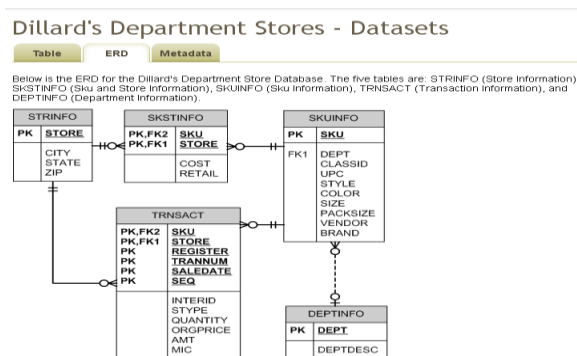 Dillard's Department Stores - Datasets
Table ERD Metadata
Below is the ERD for the Dillard's Department Store Database. The five tables are: STRINFO (Store Information)
SKSTINFO (Sku and Store Information), SKUINFO (Sku Information), TRNSACT (Transaction Information), and
DEPTINFO (Department Information).
STRINFO
PK STORE
CITY
STATE
ZIP
SKSTINFO
PK,FK2 SKU
PK,FK1 STORE
COST
RETAIL
SKUINFO
PK SKU
FK1 DEPT
CLASSID
UPC
STYLE
COLOR
SIZE
PACKSIZE
VENDOR
BRAND
TRNSACT
PK,FK2 SKU
PK,FK1 STORE
PK REGISTER
PK TRANNUM
PK SALEDATE
PK SEQ
INTERID
STYPE
QUANTITY
ORGPRICE
AMT
MIC
DEPTINFO
PK DEPT
DEPTDESC